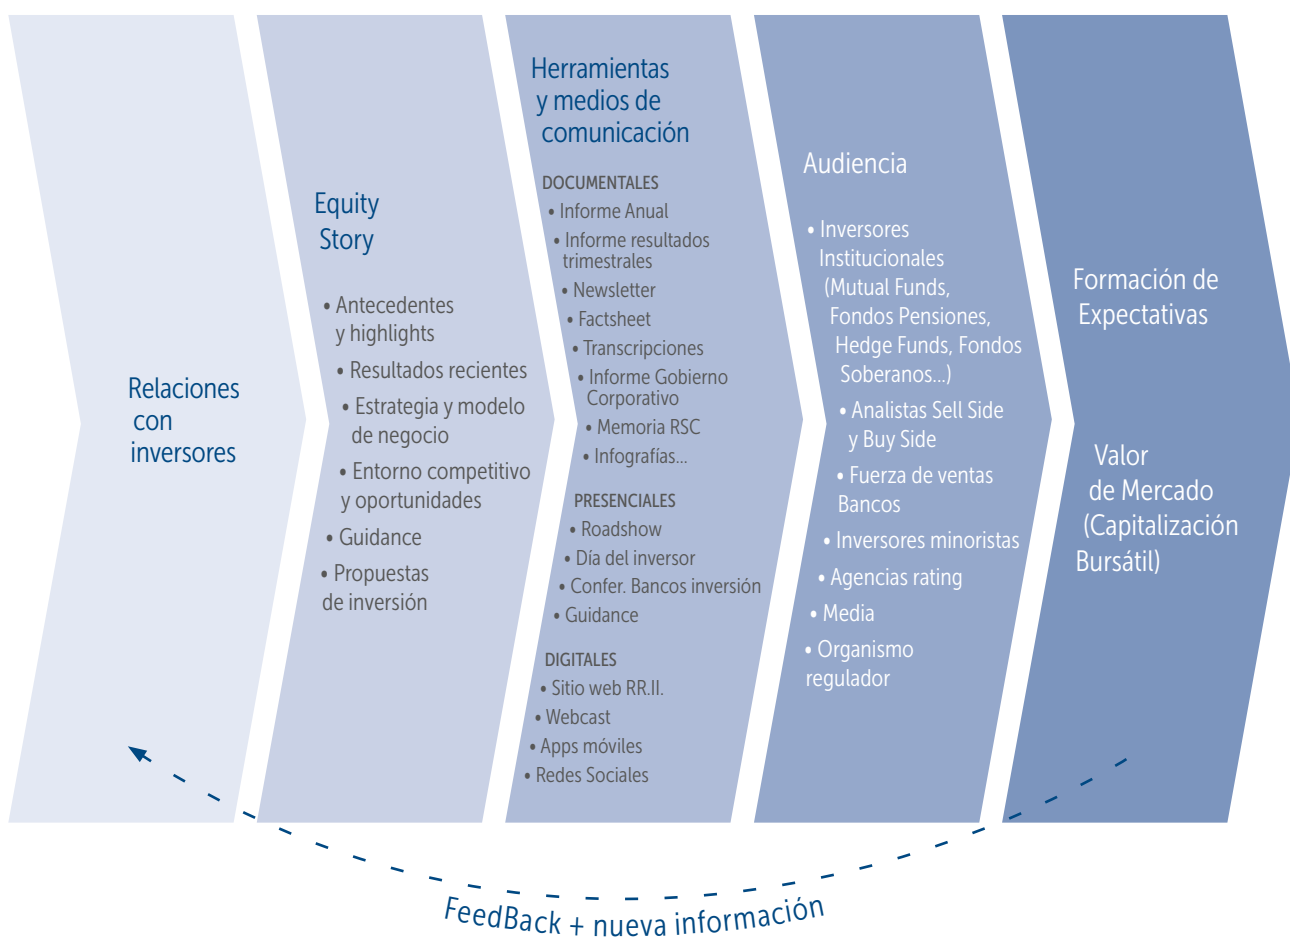 Relaciones
con
inversores
Equity
Story
• Antecedentes
y highlights
• Resultados recientes
• Estrategia y modelo
de negocio
• Entorno competitivo
y oportunidades
• Guidance
• Propuestas
de inversión
Herramientas
y medios de
comunicación
DOCUMENTALES
• Informe Anual
• Informe resultados
trimestrales
• Newsletter
• Factsheet
• Transcripciones
• Informe Gobierno
Corporativo
• Memoria RSC
• Infografías...
PRESENCIALES
• Roadshow
• Día del inversor
• Confer. Bancos inversión
• Guidance
DIGITALES
• Sitio web RR.II.
• Webcast
• Apps móviles
• Redes Sociales
Audiencia
• Inversores
Institucionales
(Mutual Funds,
Fondos Pensiones,
Hedge Funds, Fondos
Soberanos...)
• Analistas Sell Side
y Buy Side
• Fuerza de ventas
Bancos
• Inversores minoristas
• Agencias rating
• Media
• Organismo
regulador
Formación de
Expectativas
Valor
de Mercado
(Capitalización
Bursátil)
FeedBack + nueva información